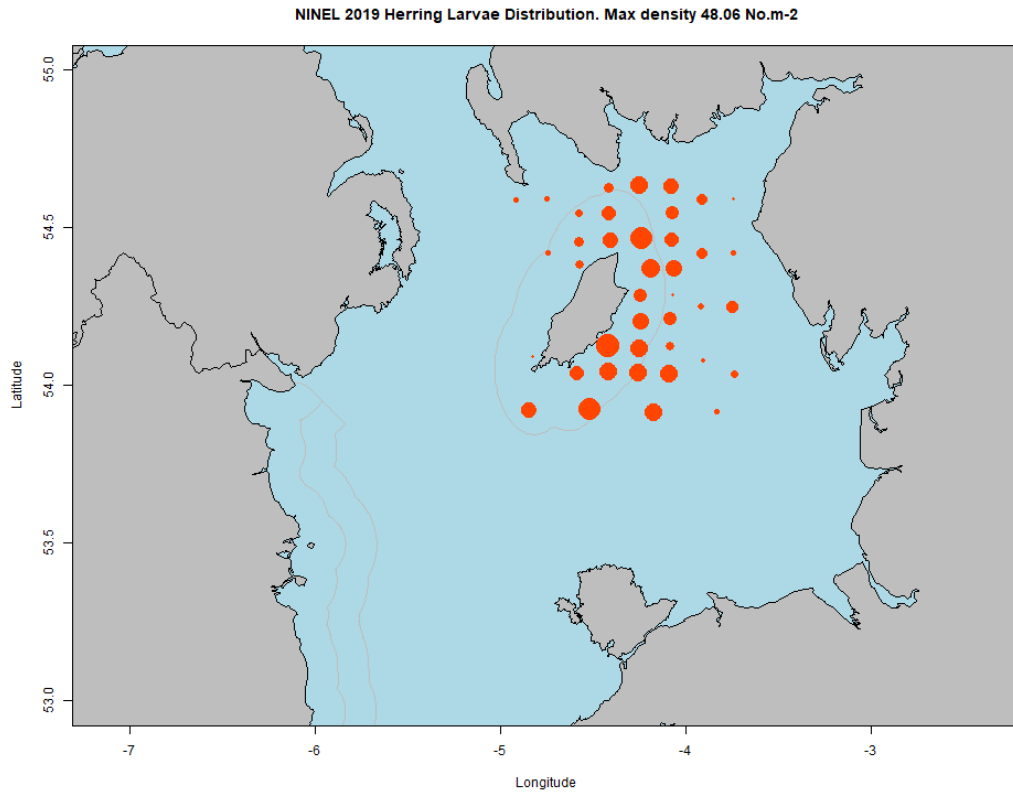 NINEL 2019 Herring Larvae Distribution. Max density 48.06 No.m-2
55.0
54.5
54.0
53.5
53.0
Latitude
-7 -6 -5 -4 -3
Longitude